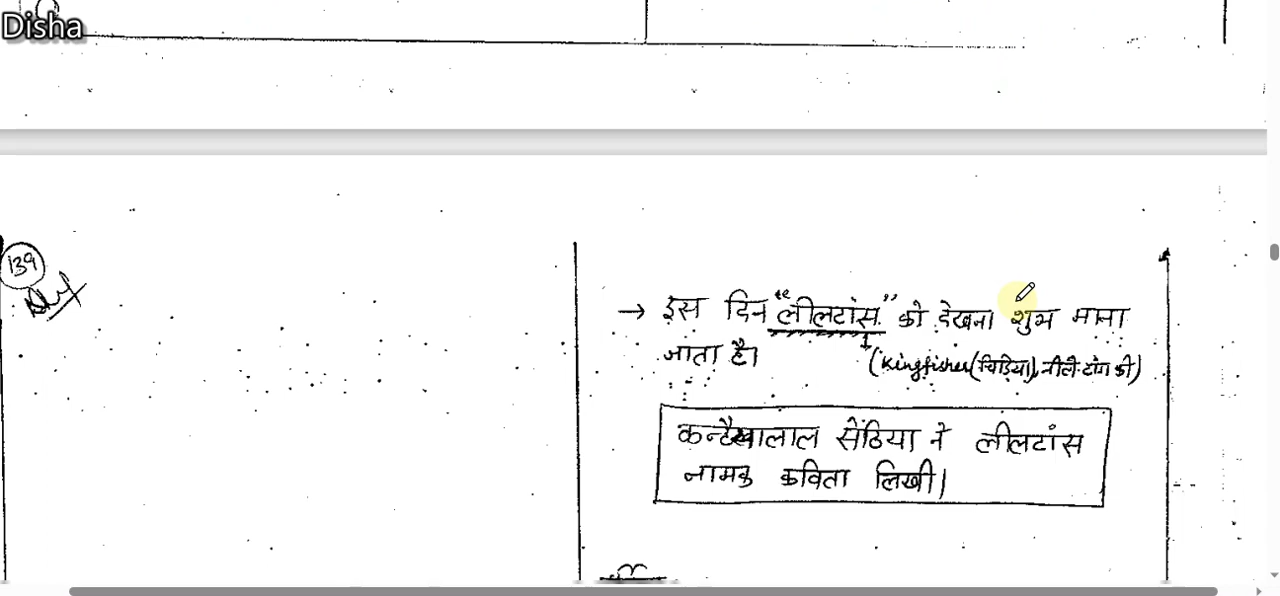 Disha
139
→ इस दिन "लीलटांस" को देखना शुभ माना
जाता है।
(Kingfisher(चिड़िया), नीले टांग की)
कन्हैयालाल सेठिया ने लीलटांस
नामक कविता लिखी।